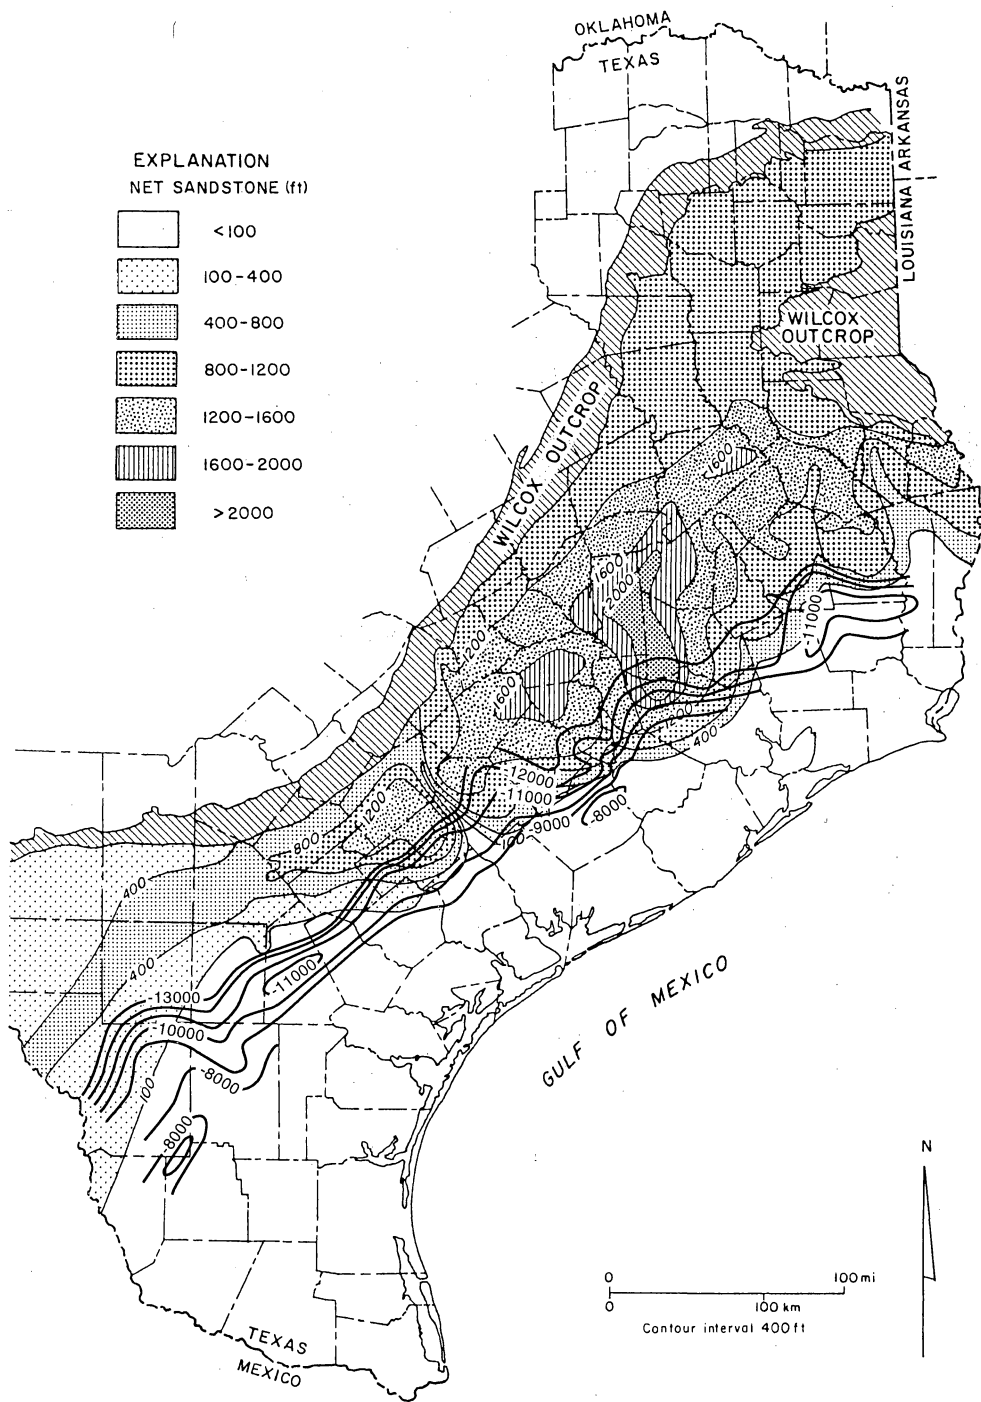 OKLAHOMA
TEXAS
LOUISIANA
ARKANSAS
EXPLANATION
NET SANDSTONE (ft)
<100
100-400
400-800
800-1200
1200-1600
1600-2000
>2000
WILCOX
OUTCROP
WILCOX OUTCROP
1600
1600
2000
1200
1600
-11000
400
-12000
-11000
-9000
-8000
100
1200
800
400
400
-11000
-13000
-10000
-8000
100
-8000
GULF OF MEXICO
N
0
100 mi
0
100 km
Contour interval 400 ft
TEXAS
MEXICO